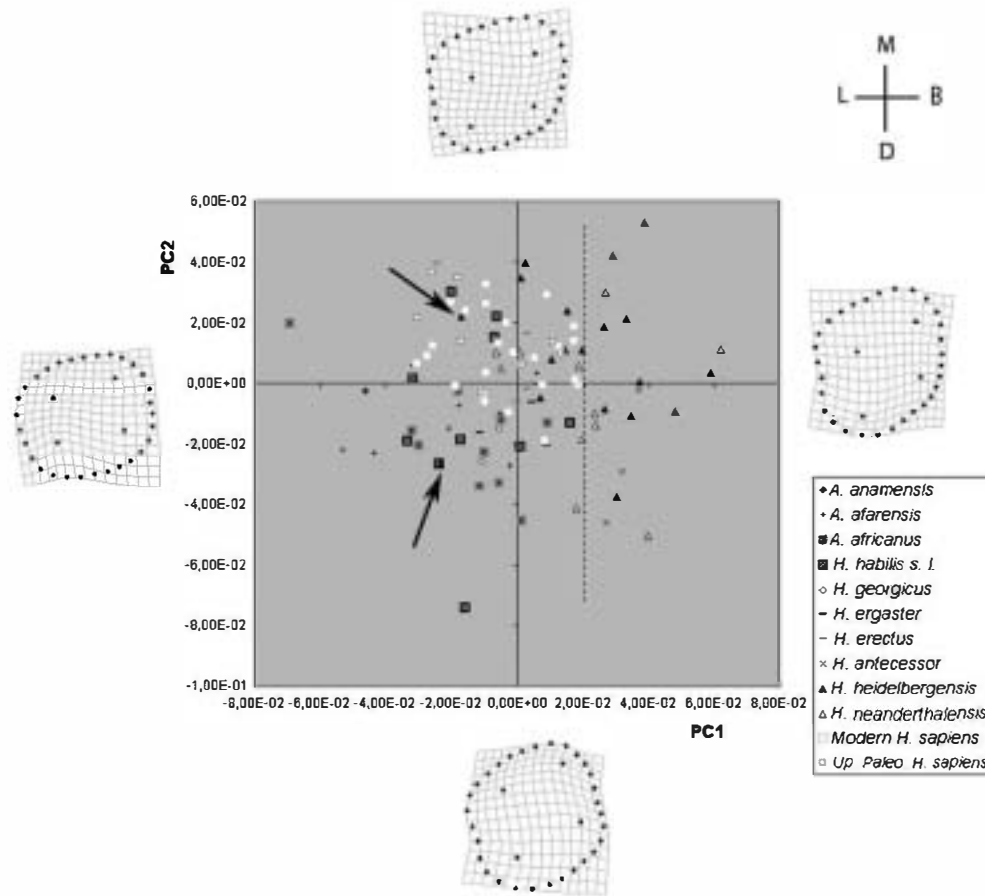 M
L B
D
PC2
6,00E-02
4,00E-02
2,00E-02
0,00E+00
-2,00E-02
-4,00E-02
-6,00E-02
-8,00E-02
-1,00E-01
-8,00E-02 -6,00E-02 -4,00E-02 -2,00E-02 0,00E+00 2,00E-02 4,00E-02 6,00E-02 8,00E-02
PC1
A. anamensis
A. afarensis
A. africanus
H. habilis s. l.
H. georgicus
H. ergaster
H. erectus
H. antecessor
H. heidelbergensis
H. neanderthalensis
Modern H. sapiens
Up Paleo H. sapiens